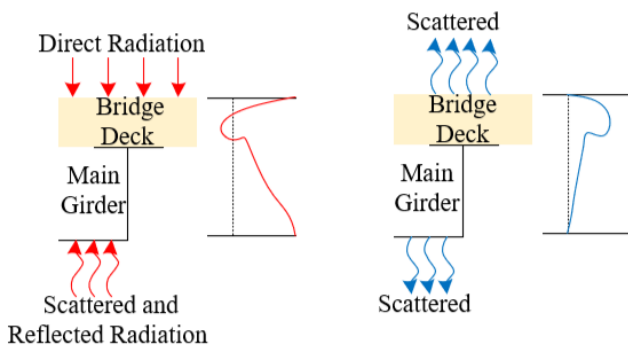 Direct Radiation
Bridge
Deck
Main
Girder
Scattered and
Reflected Radiation
Scattered
Bridge
Deck
Main
Girder
Scattered